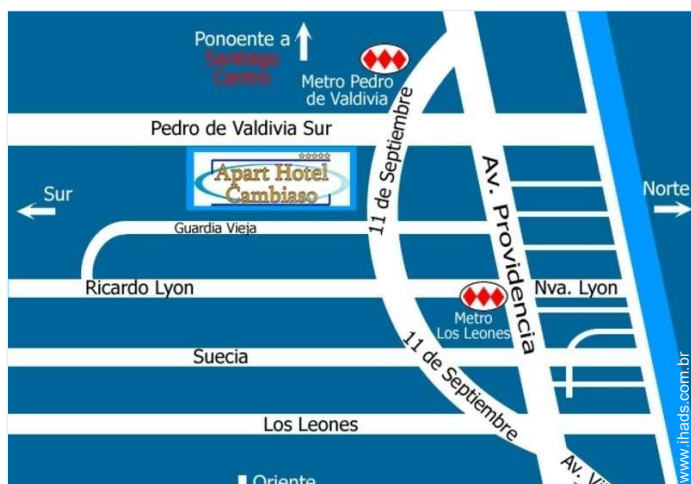 Ponoente a
Santiago
Centro
Metro Pedro
de Valdivia
Pedro de Valdivia Sur
11 de Septiembre
Apart Hotel
Cambiaso
Sur
Norte
Av. Providencia
Guardia Vieja
Ricardo Lyon
Nva. Lyon
Metro
Los Leones
11 de Septiembre
Suecia
Los Leones
Av. Vi
Oriente
www.ihads.com.br